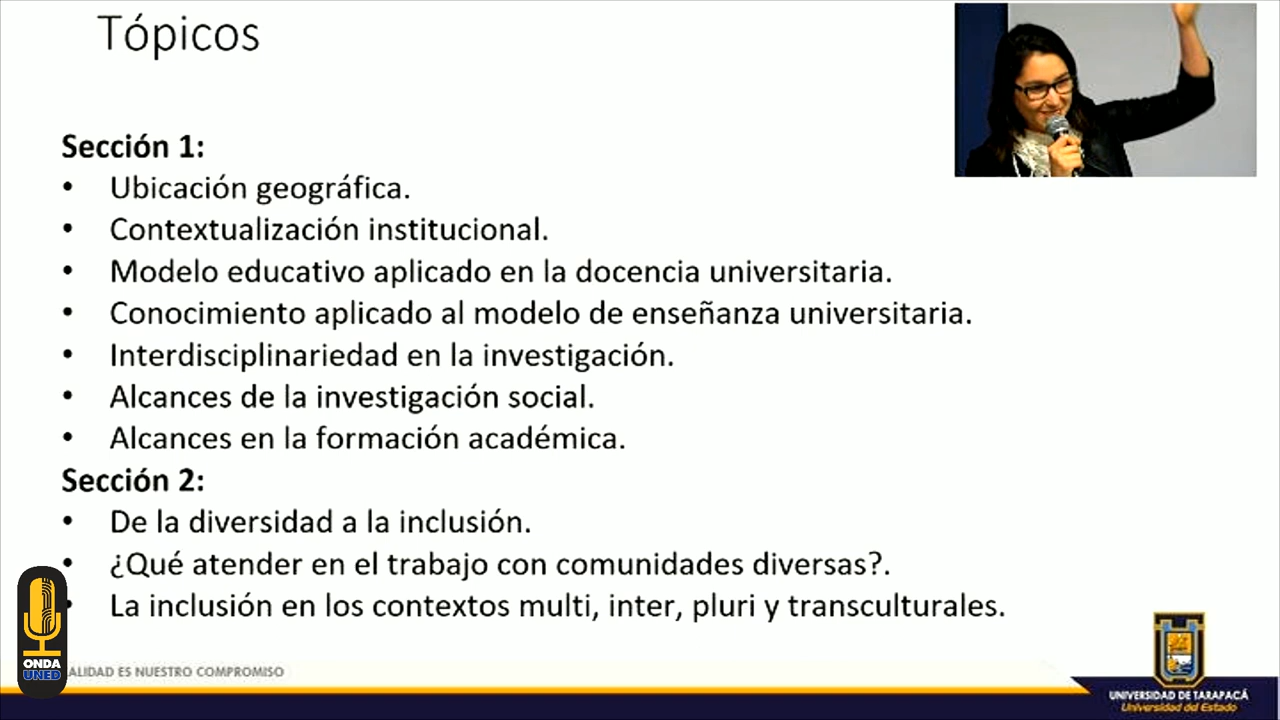 Tópicos
Sección 1:
• Ubicación geográfica.
• Contextualización institucional.
• Modelo educativo aplicado en la docencia universitaria.
• Conocimiento aplicado al modelo de enseñanza universitaria.
• Interdisciplinariedad en la investigación.
• Alcances de la investigación social.
• Alcances en la formación académica.
Sección 2:
• De la diversidad a la inclusión.
• ¿Qué atender en el trabajo con comunidades diversas?.
• La inclusión en los contextos multi, inter, pluri y transculturales.
ONDA
UNED
ALIDAD ES NUESTRO COMPROMISO
UNIVERSIDAD DE TARAPACÁ
Universidad del Estado